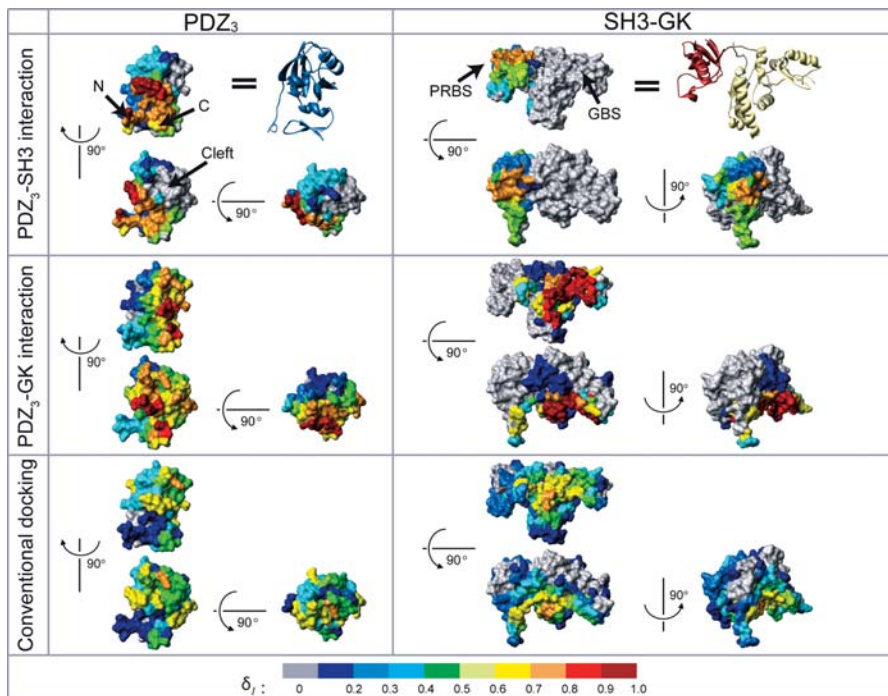 PDZ₃ SH3-GK
PDZ₃-SH3 interaction
N
C
=
90°
Cleft
90°
PRBS
GBS
=
90°
90°
PDZ₃-GK interaction
90°
90°
90°
90°
Conventional docking
90°
90°
90°
90°
δ_I : 0 0.2 0.3 0.4 0.5 0.6 0.7 0.8 0.9 1.0